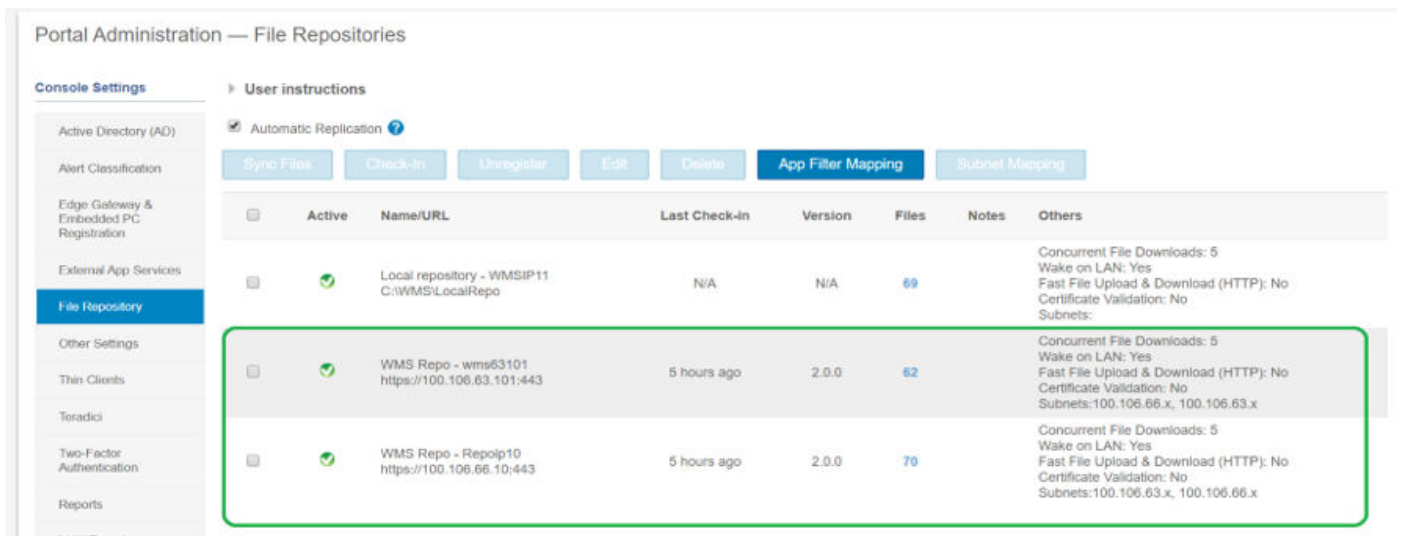 Portal Administration — File Repositories
Console Settings
User instructions
Active Directory (AD)
Automatic Replication ?
Alert Classification
Sync Files Check-In Unregister Edit Delete App Filter Mapping Subnet Mapping
Edge Gateway &
Embedded PC
Registration
External App Services
File Repository
Other Settings
Thin Clients
Teradici
Two-Factor
Authentication
Reports
Active Name/URL Last Check-in Version Files Notes Others
Local repository - WMSIP11
C:\WMS\LocalRepo
N/A N/A 69
Concurrent File Downloads: 5
Wake on LAN: Yes
Fast File Upload & Download (HTTP): No
Certificate Validation: No
Subnets:
WMS Repo - wms63101
https://100.106.63.101:443
5 hours ago 2.0.0 62
Concurrent File Downloads: 5
Wake on LAN: Yes
Fast File Upload & Download (HTTP): No
Certificate Validation: No
Subnets:100.106.66.x, 100.106.63.x
WMS Repo - Repoip10
https://100.106.66.10:443
5 hours ago 2.0.0 70
Concurrent File Downloads: 5
Wake on LAN: Yes
Fast File Upload & Download (HTTP): No
Certificate Validation: No
Subnets:100.106.63.x, 100.106.66.x